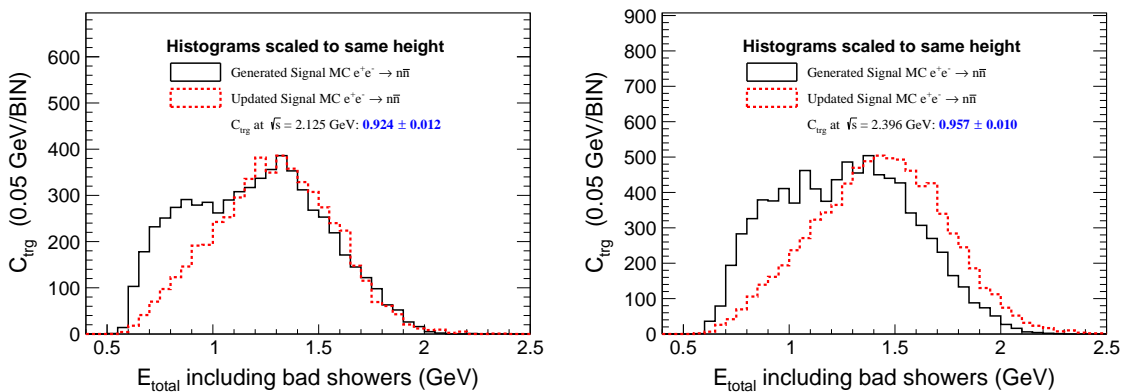 Histograms scaled to same height
Generated Signal MC e⁺e⁻ → nn̅
Updated Signal MC e⁺e⁻ → nn̅
C_trg at √s = 2.125 GeV: 0.924 ± 0.012
C_trg (0.05 GeV/BIN)
600
500
400
300
200
100
0
0.5 1 1.5 2 2.5
E_total including bad showers (GeV)
Histograms scaled to same height
Generated Signal MC e⁺e⁻ → nn̅
Updated Signal MC e⁺e⁻ → nn̅
C_trg at √s = 2.396 GeV: 0.957 ± 0.010
C_trg (0.05 GeV/BIN)
900
800
700
600
500
400
300
200
100
0
0.5 1 1.5 2 2.5
E_total including bad showers (GeV)